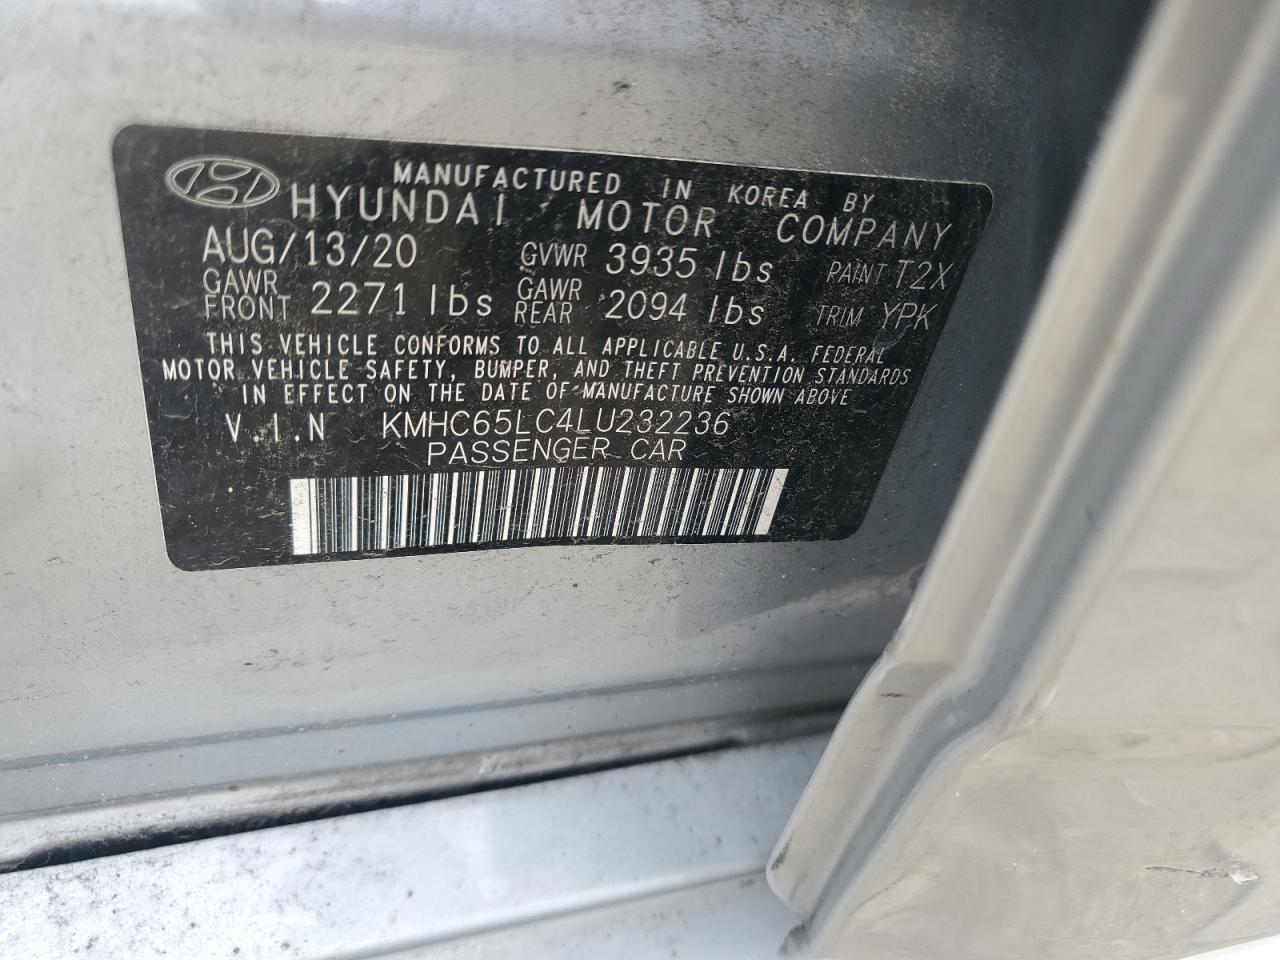 MANUFACTURED IN KOREA BY
HYUNDAI MOTOR COMPANY
AUG/13/20 GVWR 3935 lbs PAINT T2X
GAWR FRONT 2271 lbs GAWR REAR 2094 lbs TRIM YPK
THIS VEHICLE CONFORMS TO ALL APPLICABLE U.S.A. FEDERAL
MOTOR VEHICLE SAFETY, BUMPER, AND THEFT PREVENTION STANDARDS
IN EFFECT ON THE DATE OF MANUFACTURE SHOWN ABOVE
V.I.N KMHC65LC4LU232236
PASSENGER CAR